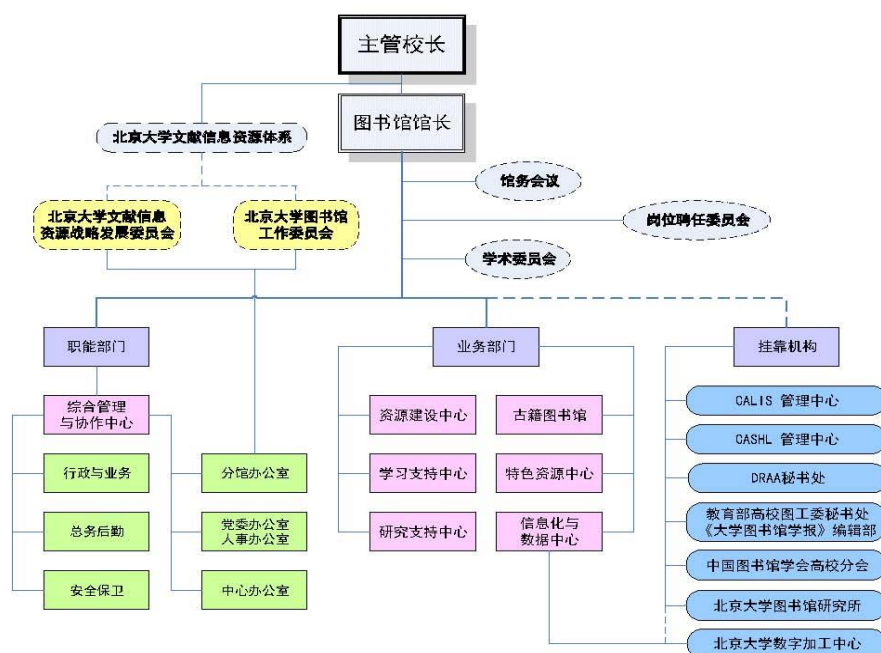 主管校长
图书馆馆长
北京大学文献信息资源体系
馆务会议
北京大学文献信息
资源战略发展委员会
北京大学图书馆
工作委员会
岗位聘任委员会
学术委员会
职能部门
业务部门
挂靠机构
综合管理
与协作中心
行政与业务
总务后勤
安全保卫
分馆办公室
党委办公室
人事办公室
中心办公室
资源建设中心
学习支持中心
研究支持中心
古籍图书馆
特色资源中心
信息化与
数据中心
CALIS 管理中心
CASHL 管理中心
DRAA秘书处
教育部高校图工委秘书处
《大学图书馆学报》编辑部
中国图书馆学会高校分会
北京大学图书馆研究所
北京大学数字加工中心